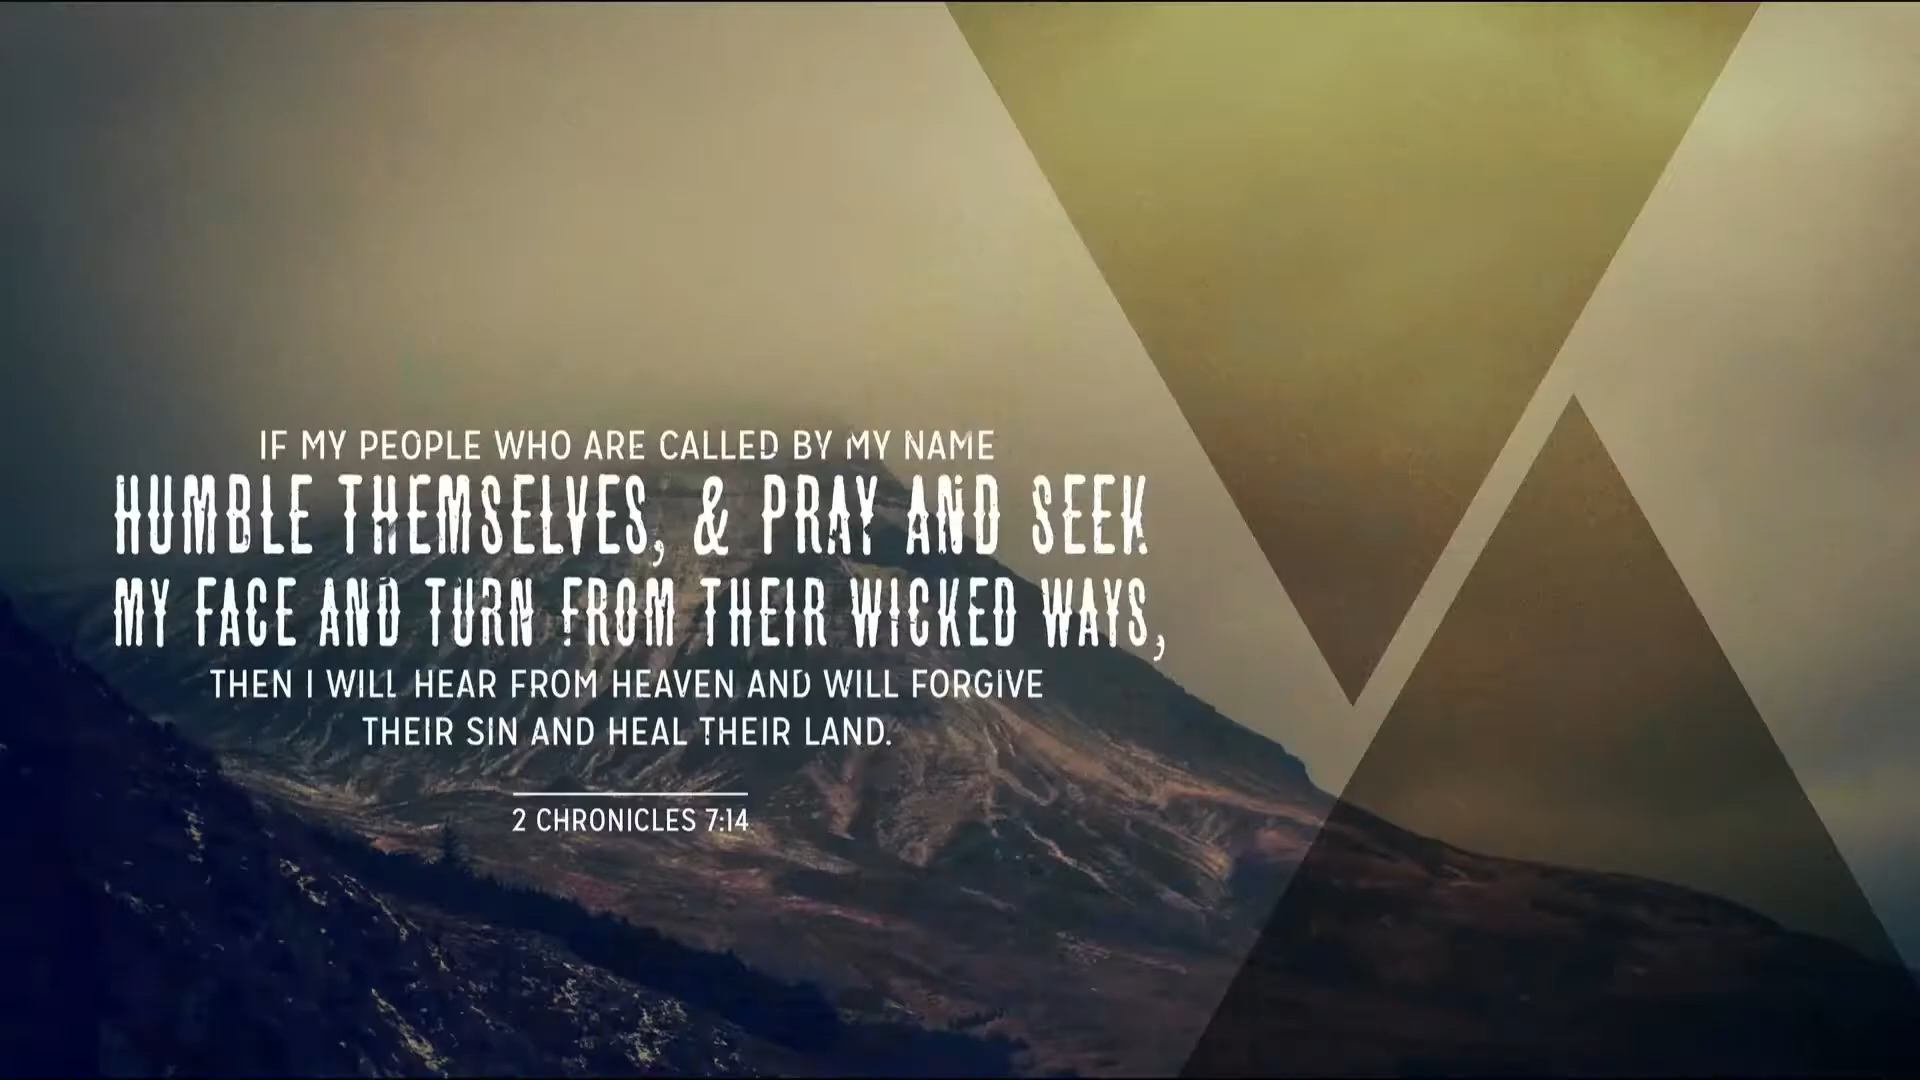 IF MY PEOPLE WHO ARE CALLED BY MY NAME
HUMBLE THEMSELVES, & PRAY AND SEEK
MY FACE AND TURN FROM THEIR WICKED WAYS,
THEN I WILL HEAR FROM HEAVEN AND WILL FORGIVE
THEIR SIN AND HEAL THEIR LAND.
2 CHRONICLES 7:14